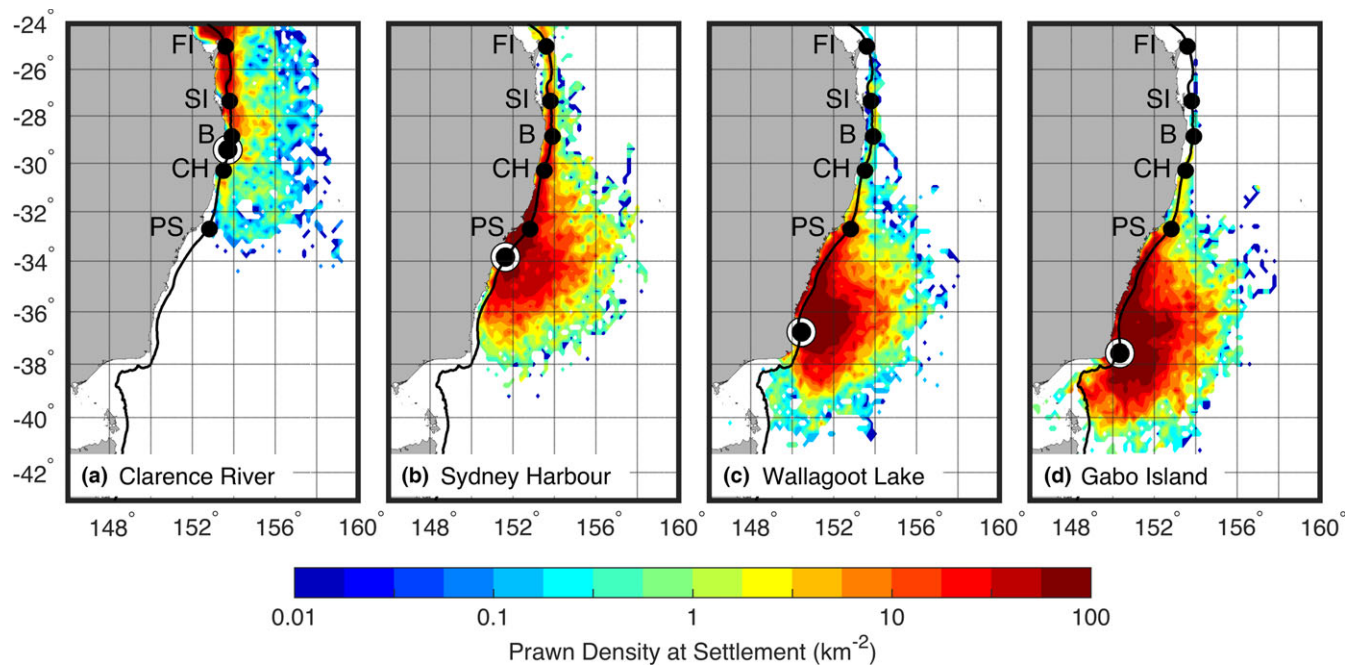 -24° -26° -28° -30° -32° -34° -36° -38° -40° -42°
FI SI B CH PS
(a) Clarence River
148° 152° 156° 160°
FI SI B CH PS
(b) Sydney Harbour
148° 152° 156° 160°
FI SI B CH PS
(c) Wallagoot Lake
148° 152° 156° 160°
FI SI B CH PS
(d) Gabo Island
148° 152° 156° 160°
0.01 0.1 1 10 100
Prawn Density at Settlement (km⁻²)